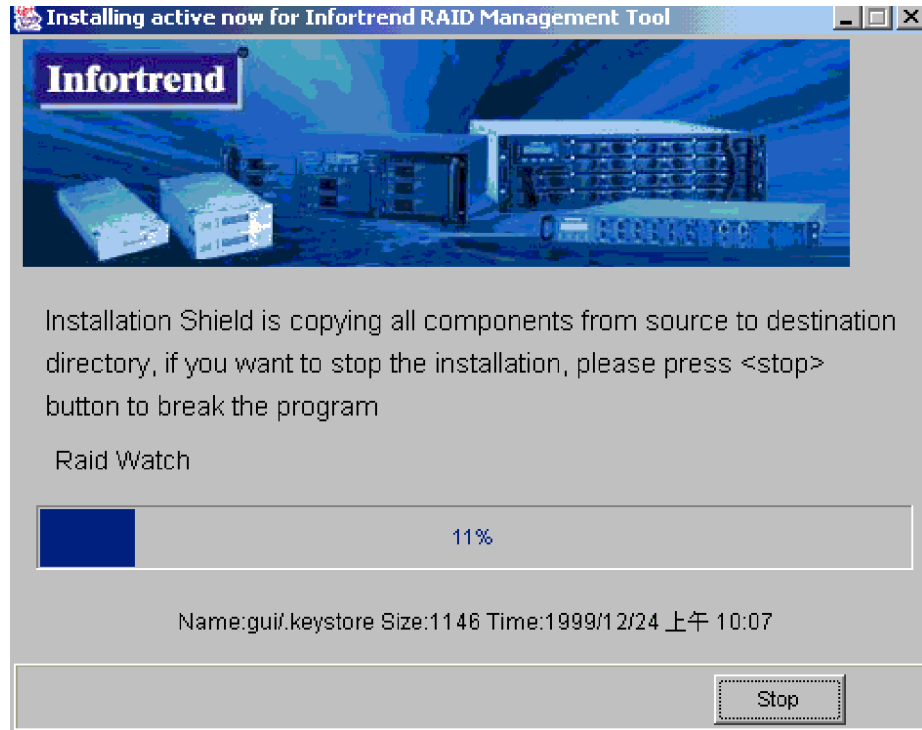 Installing active now for Infortrend RAID Management Tool
Infortrend
Installation Shield is copying all components from source to destination
directory, if you want to stop the installation, please press <stop>
button to break the program
Raid Watch
11%
Name:gui/.keystore Size:1146 Time:1999/12/24 上午 10:07
Stop